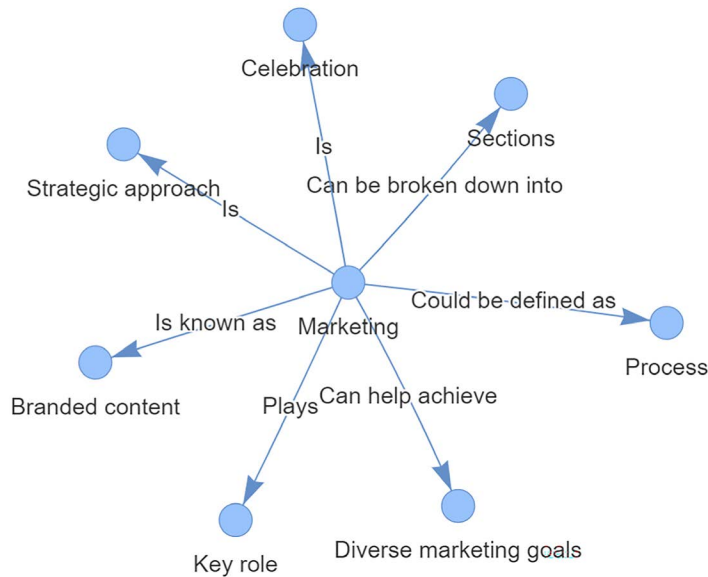 Celebration
Sections
Is
Can be broken down into
Strategic approach
Is
Could be defined as
Is known as
Marketing
Process
Branded content
Plays
Can help achieve
Diverse marketing goals
Key role